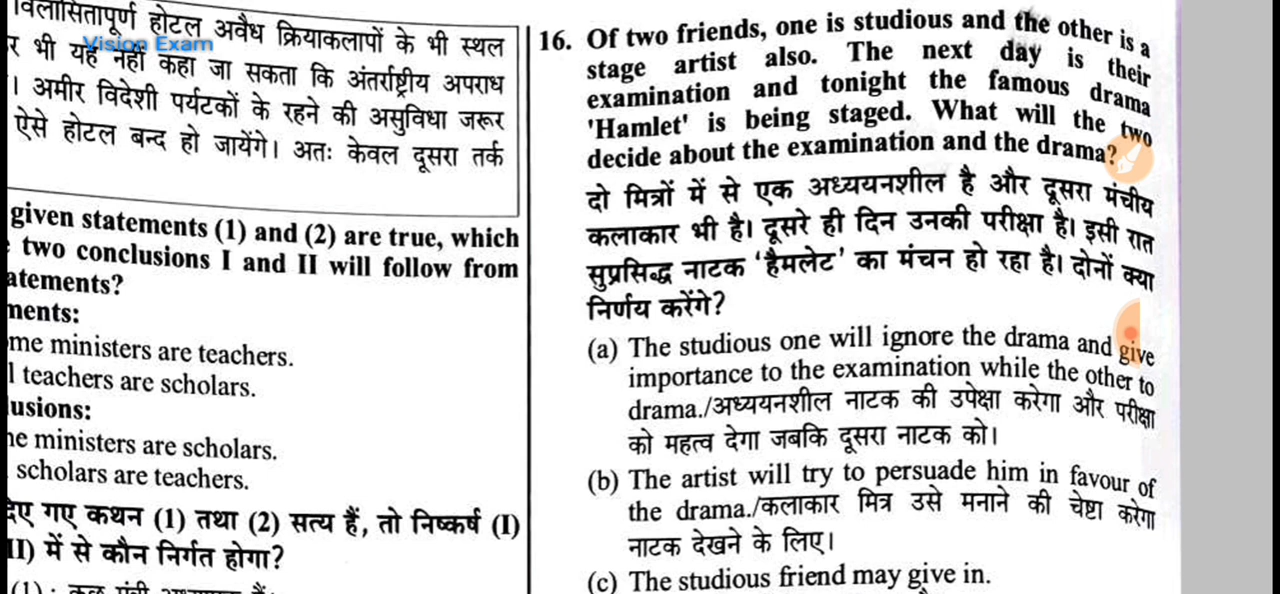 विलासितापूर्ण होटल अवैध क्रियाकलापों के भी स्थल
Vision Exam
र भी यह नहीं कहा जा सकता कि अंतर्राष्ट्रीय अपराध
। अमीर विदेशी पर्यटकों के रहने की असुविधा जरूर
ऐसे होटल बन्द हो जायेंगे। अतः केवल दूसरा तर्क
given statements (1) and (2) are true, which
two conclusions I and II will follow from
atements?
ments:
me ministers are teachers.
l teachers are scholars.
usions:
ne ministers are scholars.
scholars are teachers.
दिए गए कथन (1) तथा (2) सत्य हैं, तो निष्कर्ष (I)
II) में से कौन निर्गत होगा?
(1) : कुछ मंत्री अध्यापक हैं।
16. Of two friends, one is studious and the other is a
stage artist also. The next day is their
examination and tonight the famous drama
'Hamlet' is being staged. What will the two
decide about the examination and the drama?
दो मित्रों में से एक अध्ययनशील है और दूसरा मंचीय
कलाकार भी है। दूसरे ही दिन उनकी परीक्षा है। इसी रात
सुप्रसिद्ध नाटक ‘हैमलेट’ का मंचन हो रहा है। दोनों क्या
निर्णय करेंगे?
(a) The studious one will ignore the drama and give
importance to the examination while the other to
drama./अध्ययनशील नाटक की उपेक्षा करेगा और परीक्षा
को महत्व देगा जबकि दूसरा नाटक को।
(b) The artist will try to persuade him in favour of
the drama./कलाकार मित्र उसे मनाने की चेष्टा करेगा
नाटक देखने के लिए।
(c) The studious friend may give in.